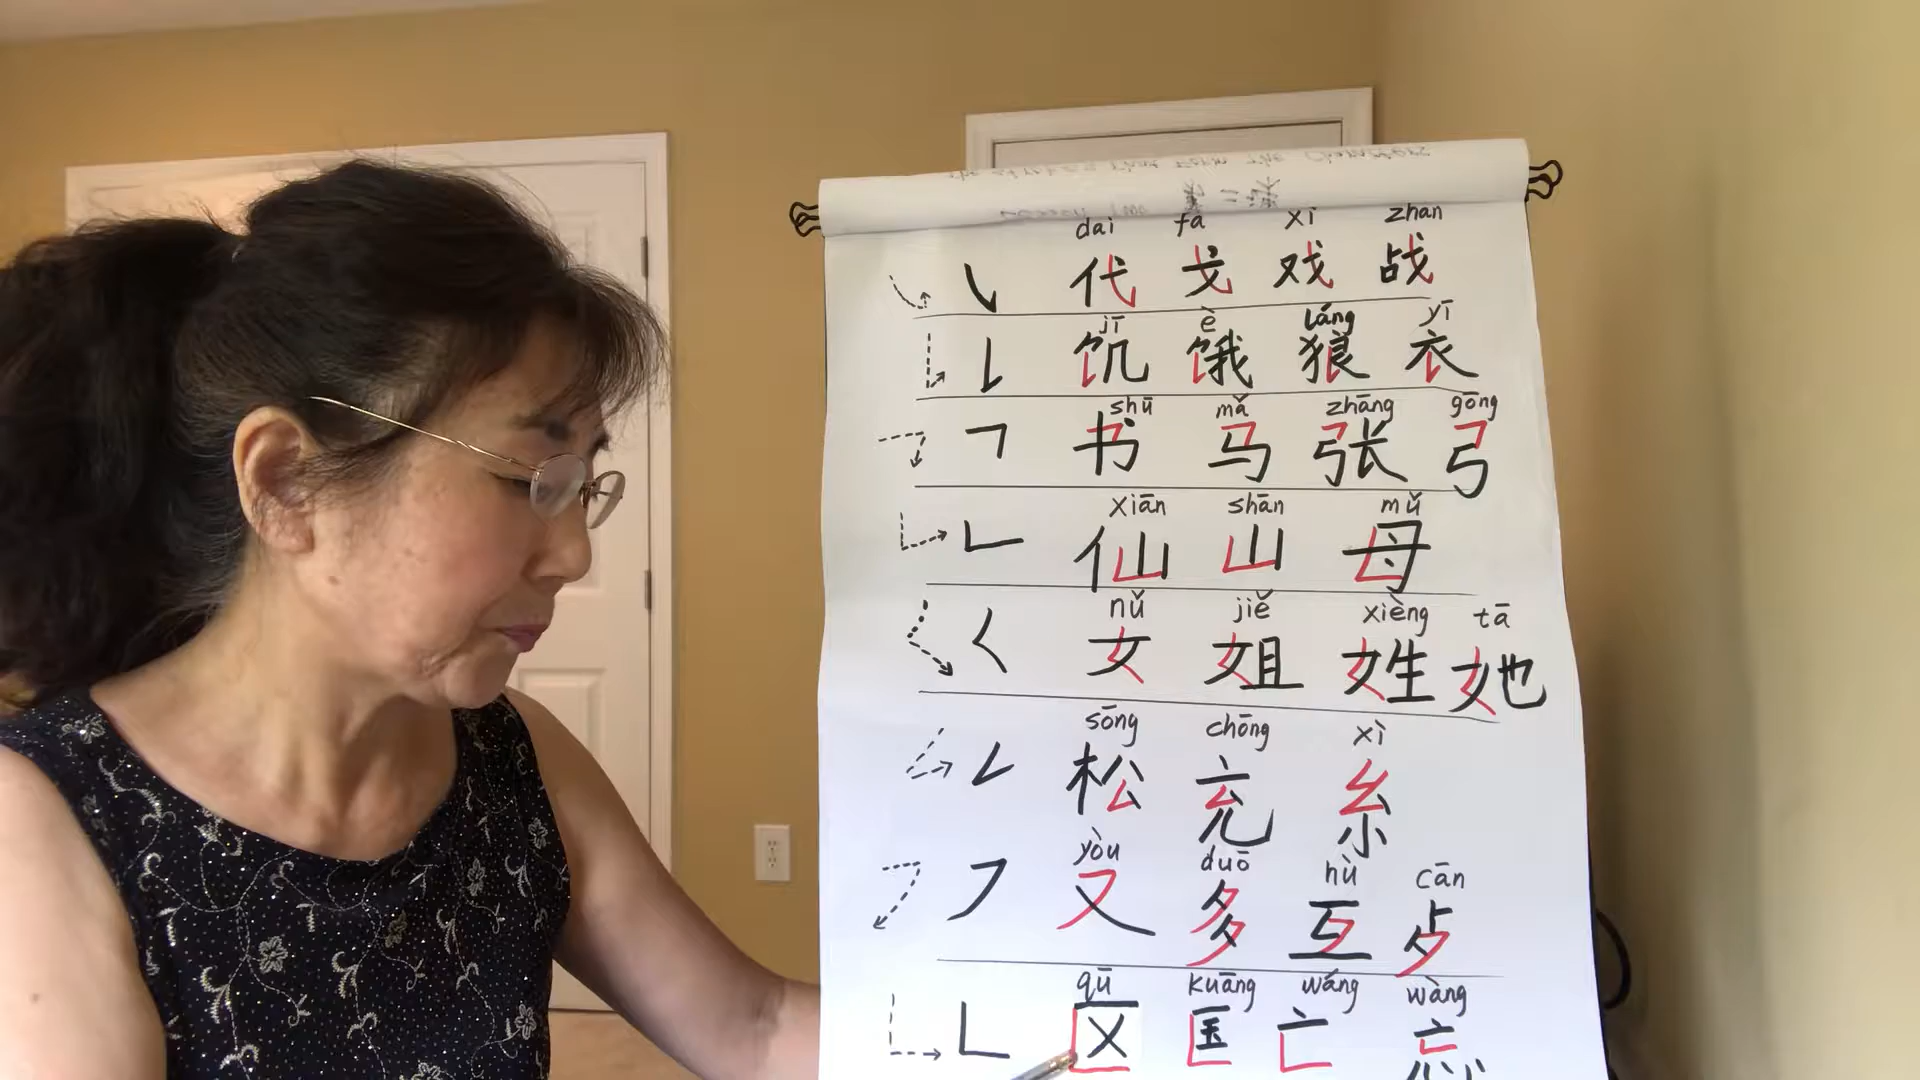 dai fa xī zhan
代 戈 戏 战
jī è láng yī
饥 饿 狼 衣
shū mǎ zhāng gōng
书 马 张 弓
xiān shān mǔ
仙 山 母
nǔ jiě xièng tā
女 姐 姓 她
sōng chōng xì
松 充 糸
yòu duō hù cān
又 多 互 歺
qū kuāng wáng wàng
区 匡 亡 忘